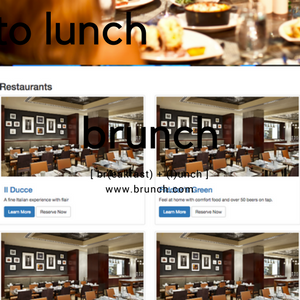 to lunch
Restaurants
brunch
[ br(eakfast) + (l)unch ]
www.brunch.com
Il Ducce
A fine Italian experience with flair
Learn More
Reserve Now
Green
Feel at home with comfort food and over 50 beers on tap.
Learn More
Reserve Now